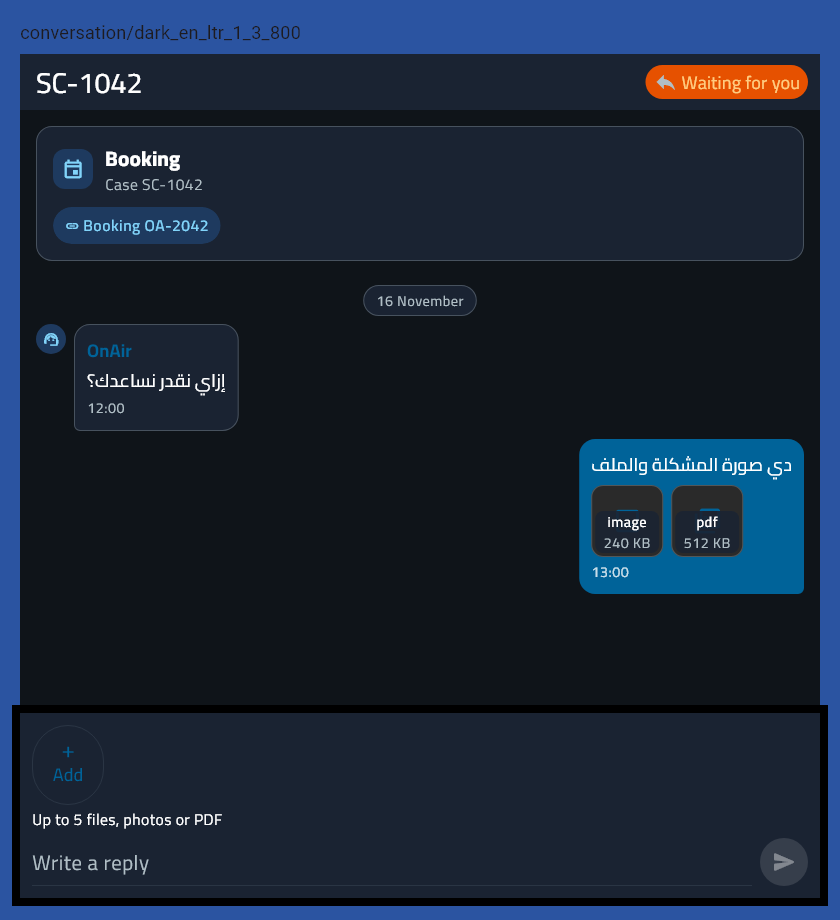 conversation/dark_en_ltr_1_3_800
SC-1042
Waiting for you
Booking
Case SC-1042
Booking OA-2042
16 November
OnAir
إزاي نقدر نساعدك؟
12:00
دي صورة المشكلة والملف
image pdf
240 KB 512 KB
13:00
+
Add
Up to 5 files, photos or PDF
Write a reply